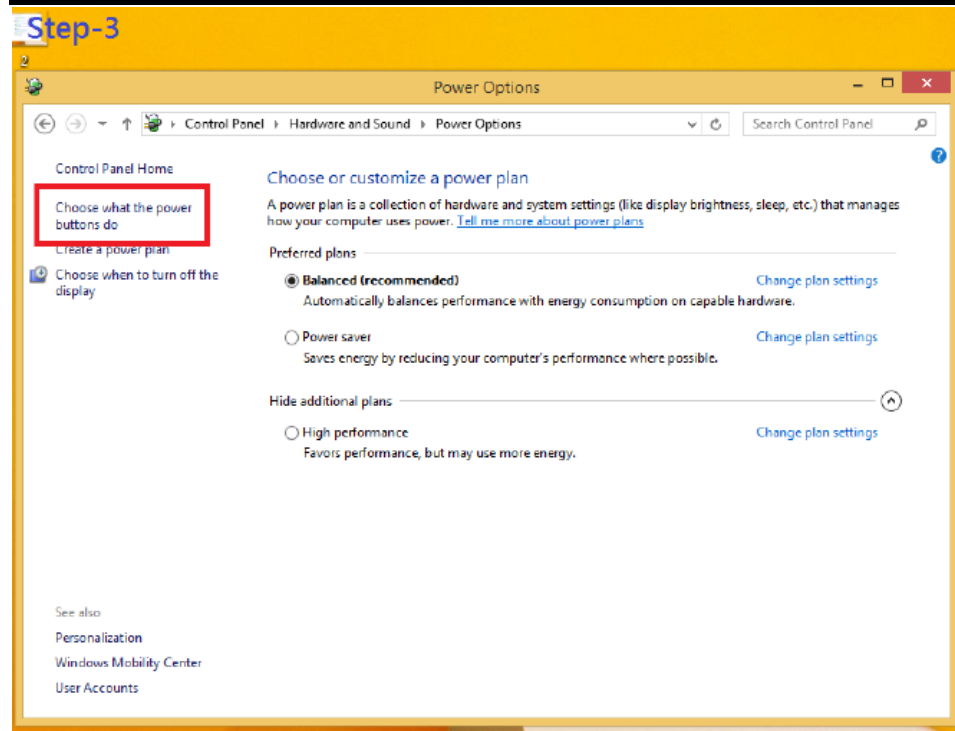 Step-3
2
Power Options
Control Panel Hardware and Sound Power Options
Search Control Panel
Control Panel Home
Choose what the power
buttons do
Create a power plan
Choose when to turn off the
display
Choose or customize a power plan
A power plan is a collection of hardware and system settings (like display brightness, sleep, etc.) that manages
how your computer uses power. Tell me more about power plans
Preferred plans
Balanced (recommended) Change plan settings
Automatically balances performance with energy consumption on capable hardware.
Power saver Change plan settings
Saves energy by reducing your computer's performance where possible.
Hide additional plans
High performance Change plan settings
Favors performance, but may use more energy.
See also
Personalization
Windows Mobility Center
User Accounts